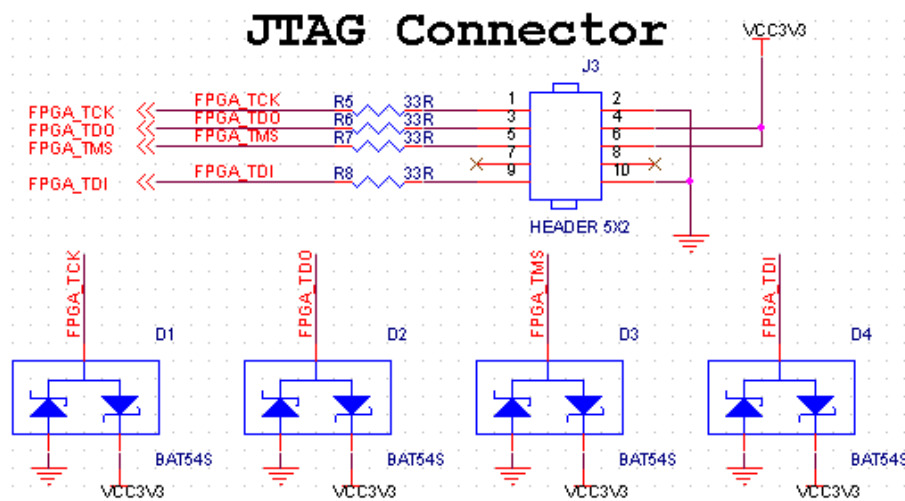 JTAG Connector
VCC3V3
J3
FPGA_TCK FPGA_TCK R5 33R 1 2
FPGA_TDO FPGA_TDO R6 33R 3 4
FPGA_TMS FPGA_TMS R7 33R 5 6
7 8
FPGA_TDI FPGA_TDI R8 33R 9 10
HEADER 5X2
FPGA_TCK FPGA_TDO FPGA_TMS FPGA_TDI
D1 D2 D3 D4
BAT54S BAT54S BAT54S BAT54S
VCC3V3 VCC3V3 VCC3V3 VCC3V3